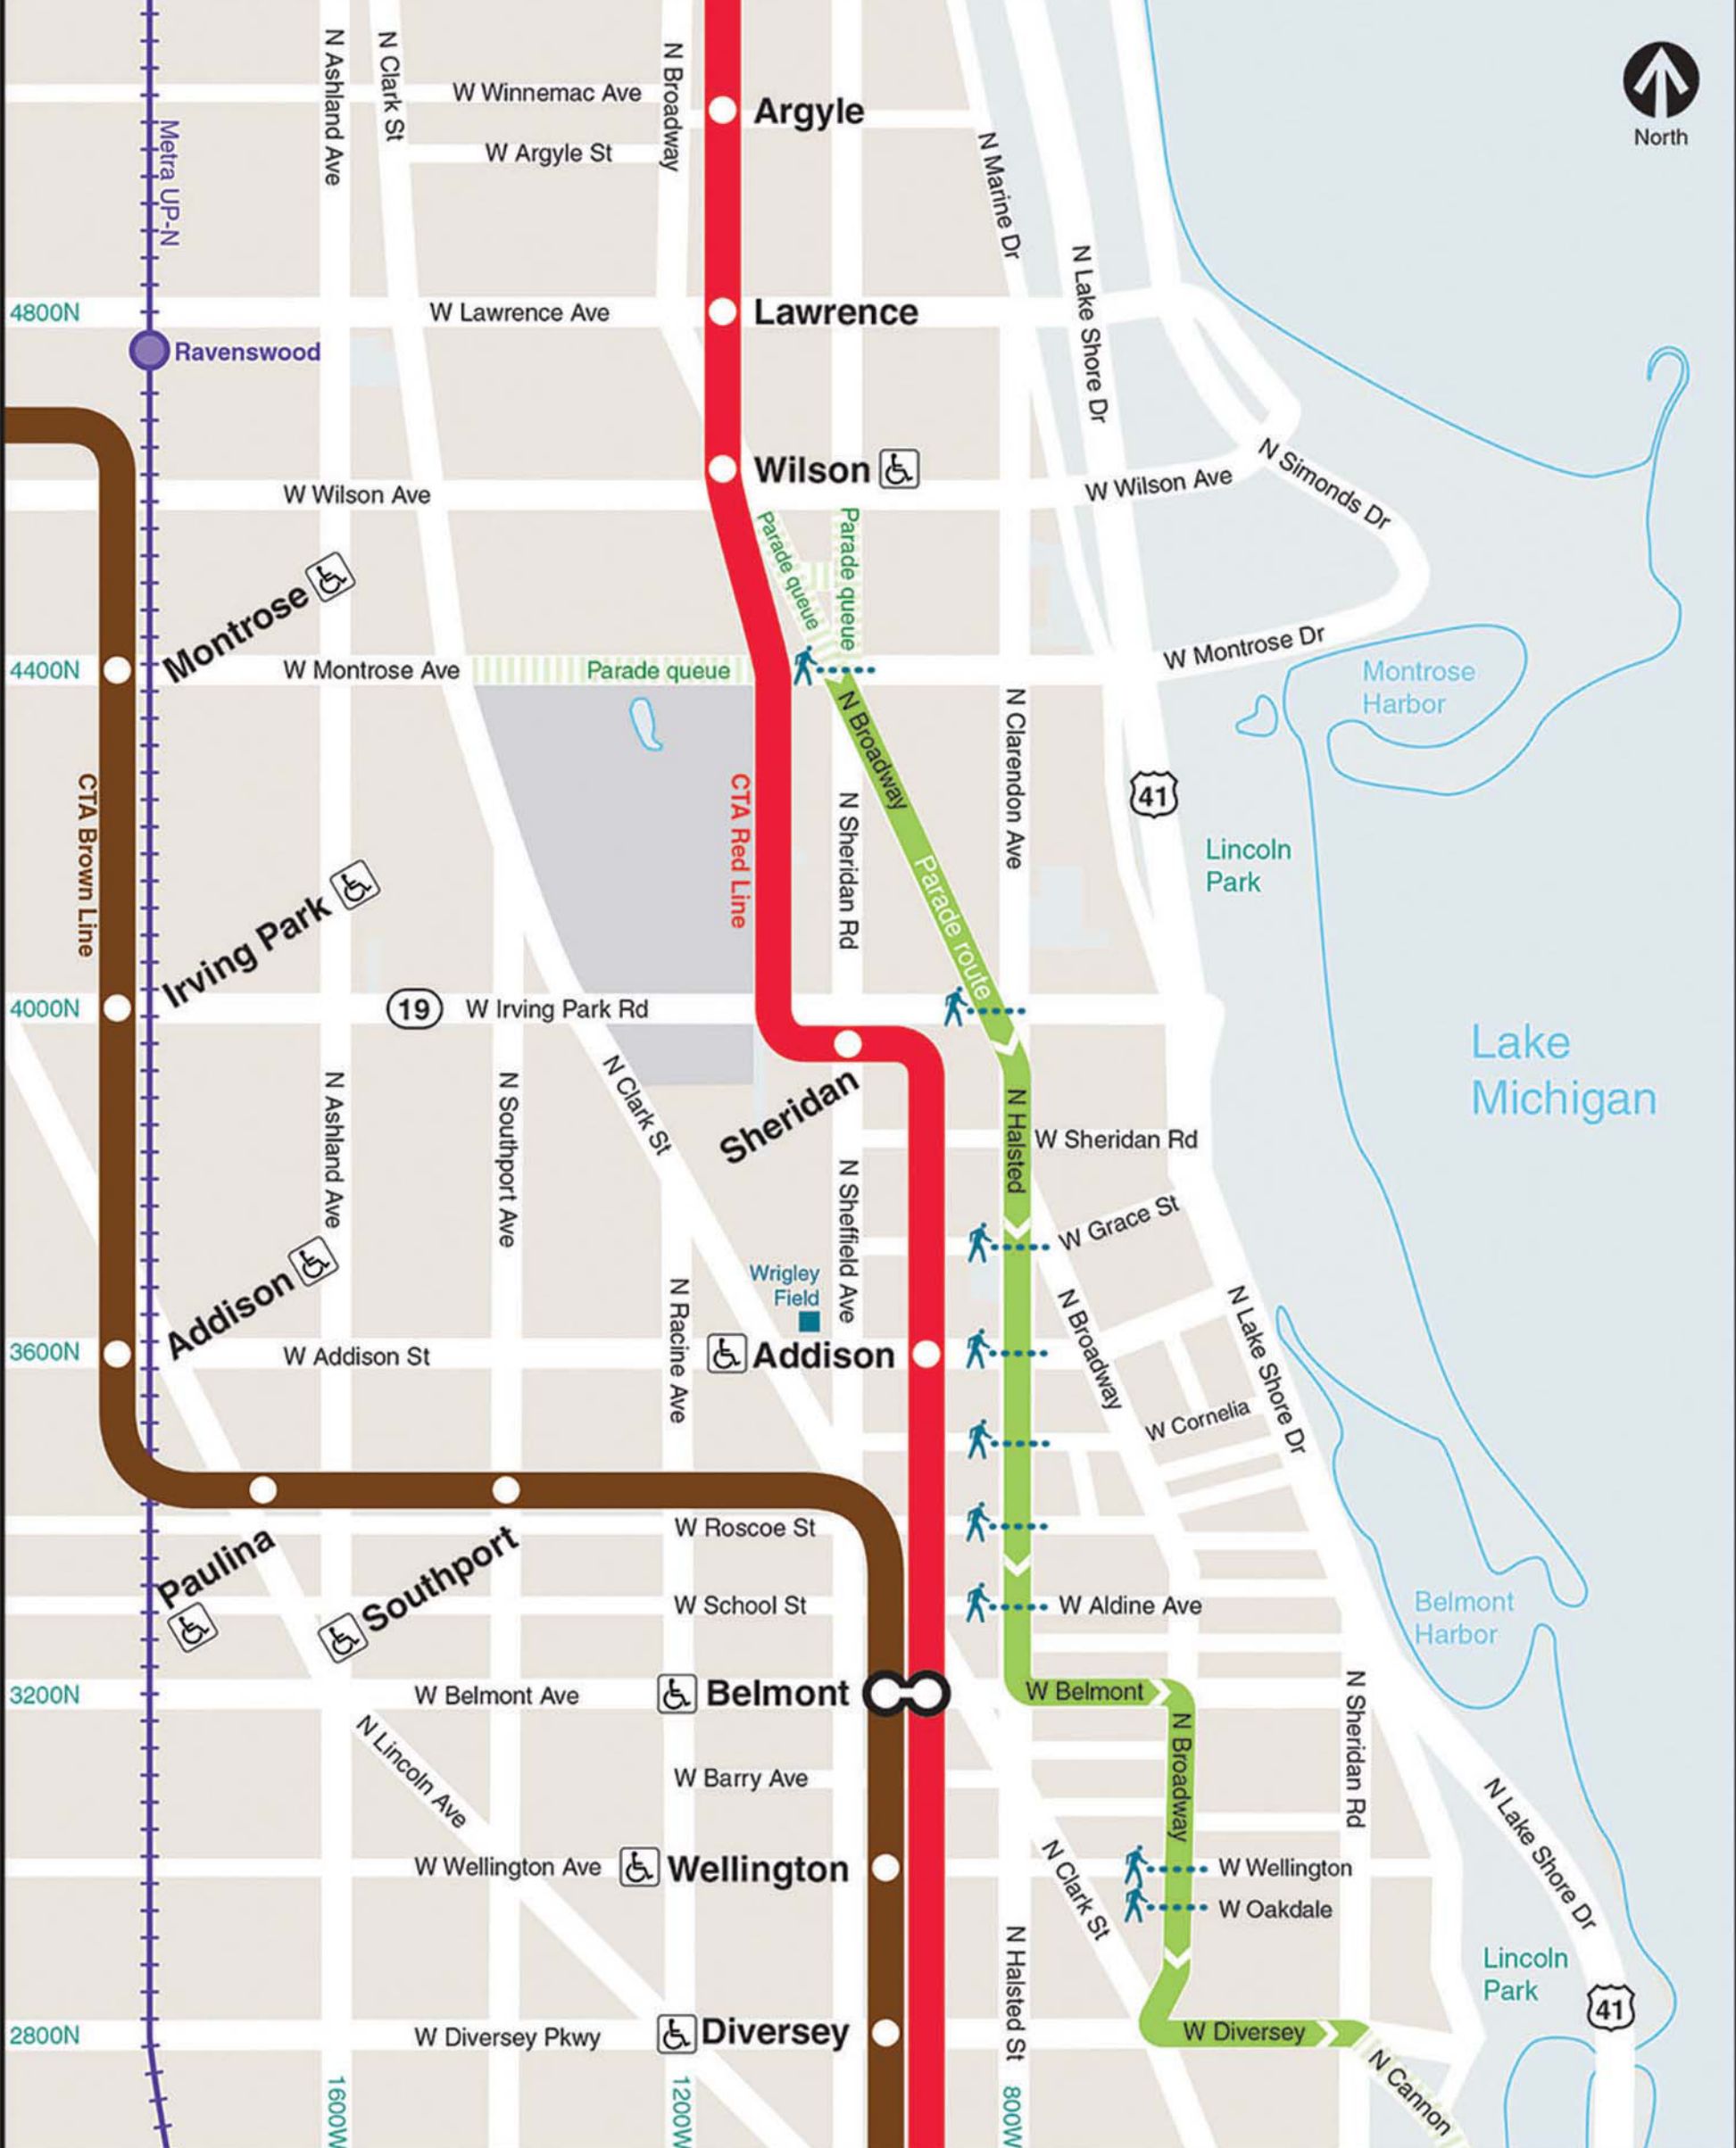 N Ashland Ave
N Clark St
N Broadway
W Winnemac Ave
Argyle
North
Metra UP-N
W Argyle St
N Marine Dr
N Lake Shore Dr
4800N
W Lawrence Ave
Lawrence
Ravenswood
Wilson
W Wilson Ave
W Wilson Ave
N Simonds Dr
Parade queue
Parade queue
Montrose
4400N
W Montrose Ave
Parade queue
W Montrose Dr
Montrose
Harbor
N Broadway
N Clarendon Ave
CTA Brown Line
CTA Red Line
N Sheridan Rd
41
Lincoln
Park
Parade route
Irving Park
4000N
19
W Irving Park Rd
Lake
Michigan
N Ashland Ave
N Southport Ave
N Clark St
Sheridan
N Halsted
W Sheridan Rd
N Sheffield Ave
W Grace St
Addison
Wrigley
Field
N Racine Ave
N Broadway
N Lake Shore Dr
3600N
W Addison St
Addison
W Cornelia
Paulina
Southport
W Roscoe St
W School St
W Aldine Ave
Belmont
Harbor
3200N
W Belmont Ave
Belmont
W Belmont
N Broadway
N Sheridan Rd
N Lincoln Ave
W Barry Ave
N Lake Shore Dr
N Clark St
W Wellington Ave
Wellington
W Wellington
W Oakdale
N Halsted St
Lincoln
Park
41
2800N
W Diversey Pkwy
Diversey
W Diversey
N Cannon
1600W
1200W
800W